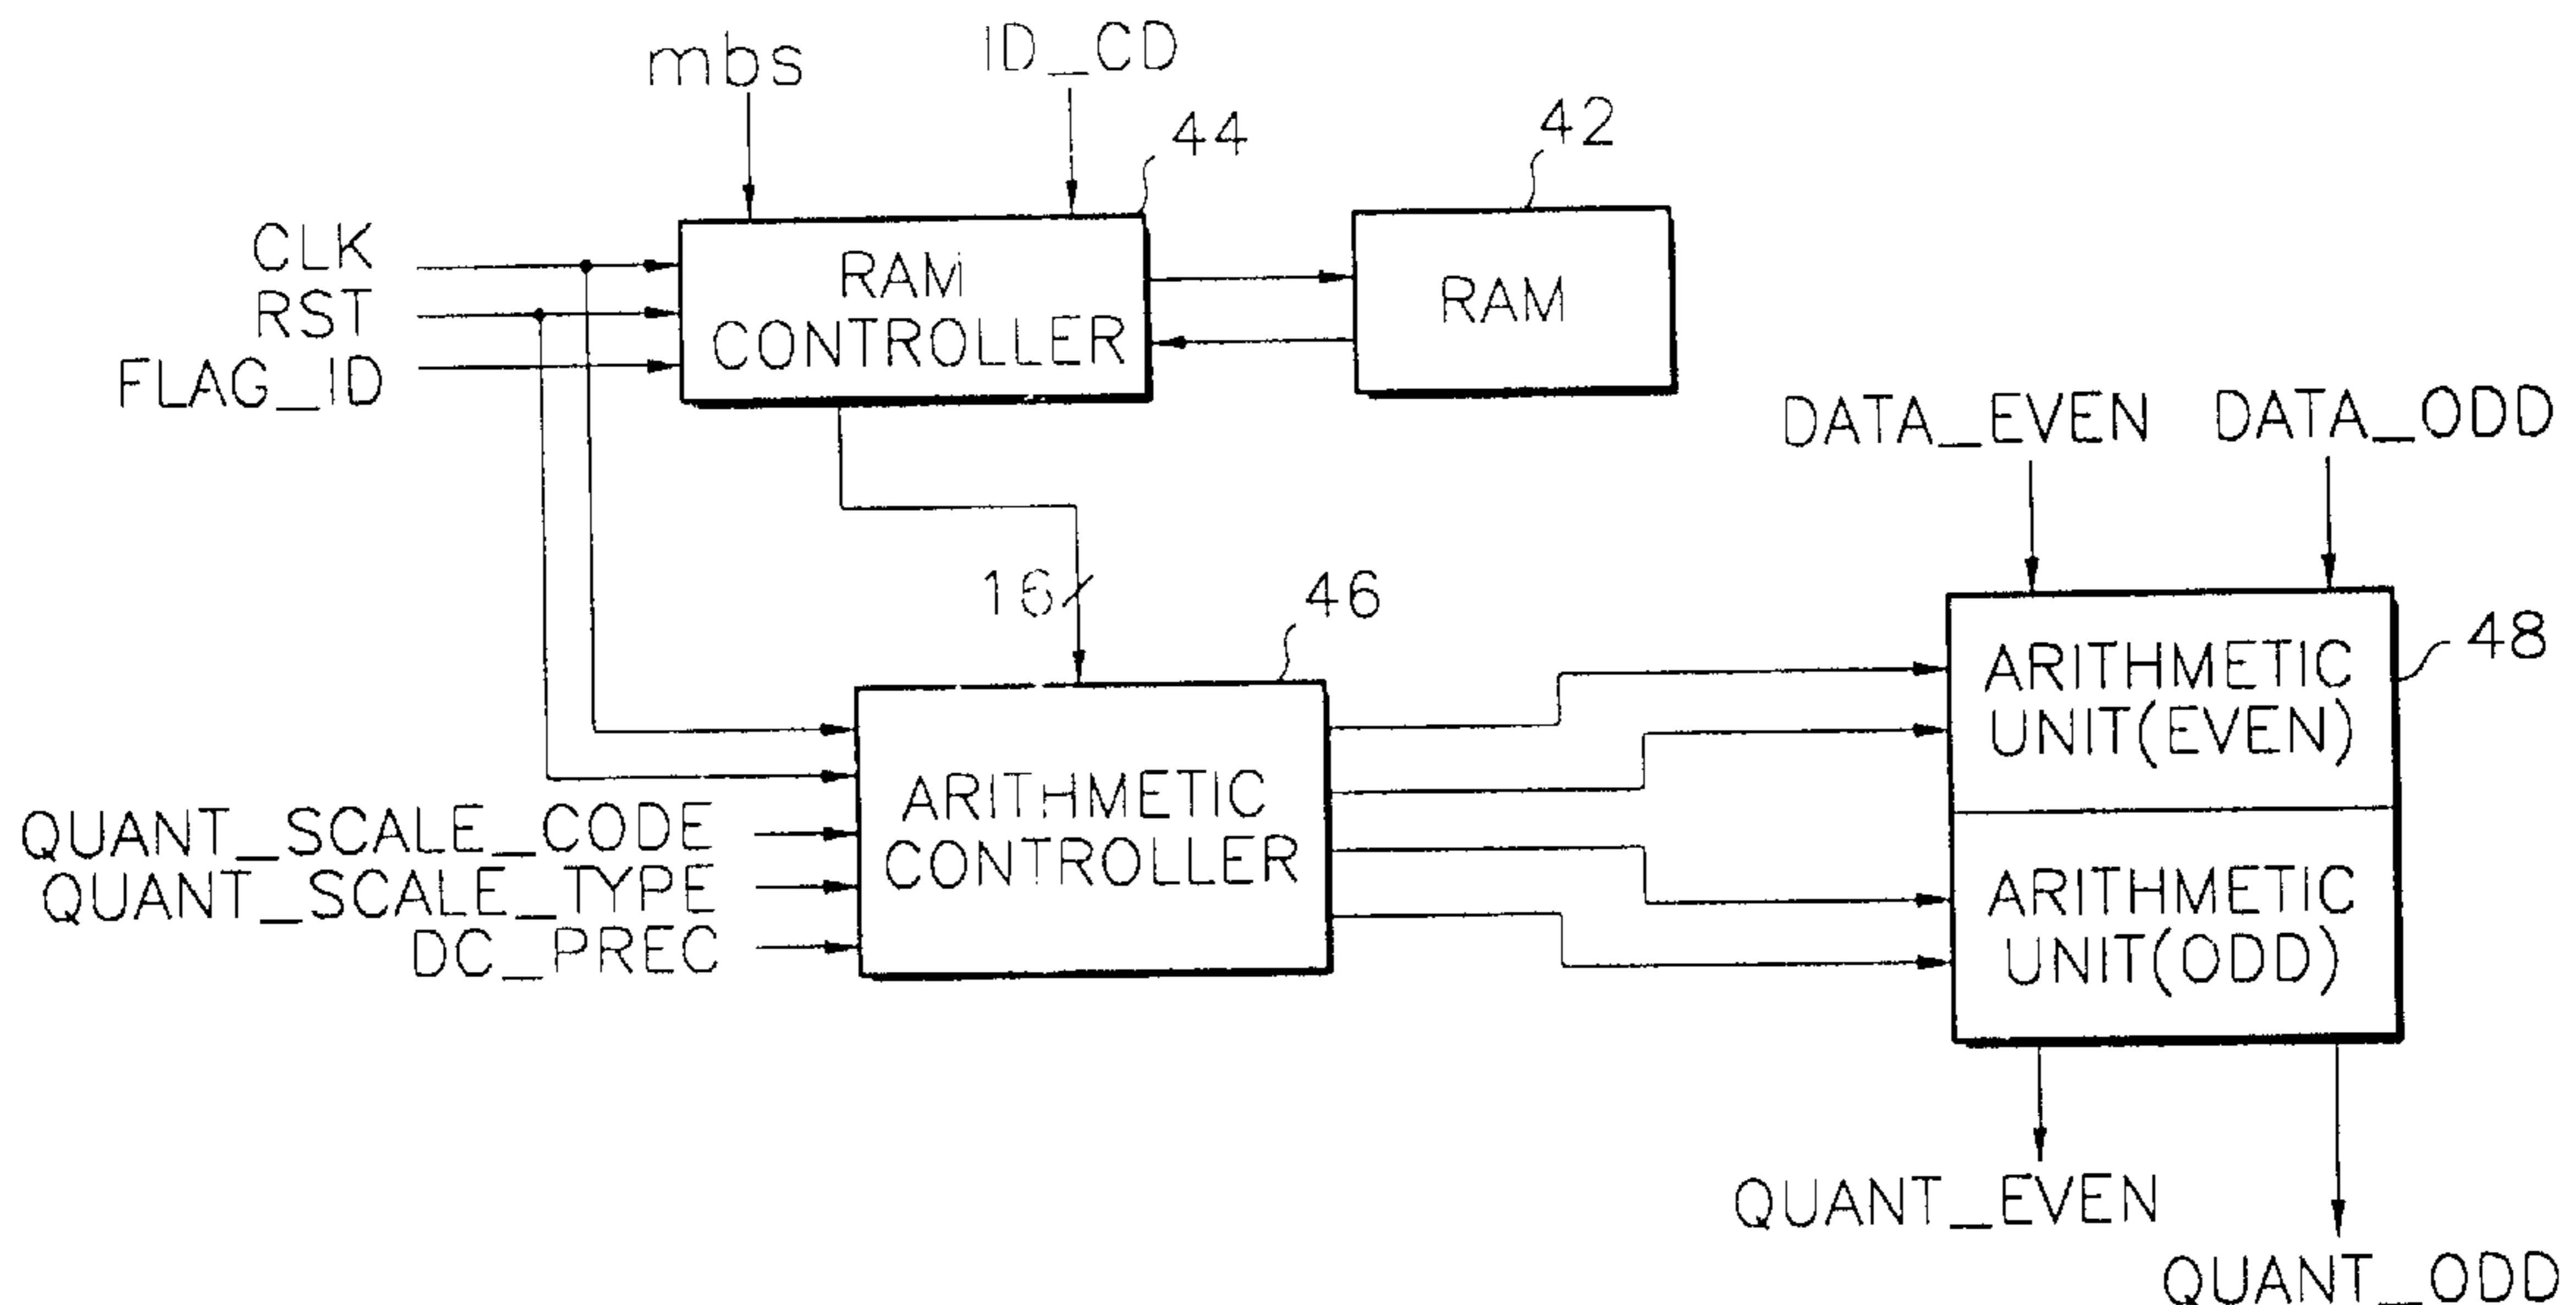 mbs
ID_CD
44
42
CLK
RST
FLAG_ID
RAM
CONTROLLER
RAM
DATA_EVEN
DATA_ODD
16
46
48
ARITHMETIC
UNIT(EVEN)
ARITHMETIC
CONTROLLER
QUANT_SCALE_CODE
QUANT_SCALE_TYPE
DC_PREC
ARITHMETIC
UNIT(ODD)
QUANT_EVEN
QUANT_ODD